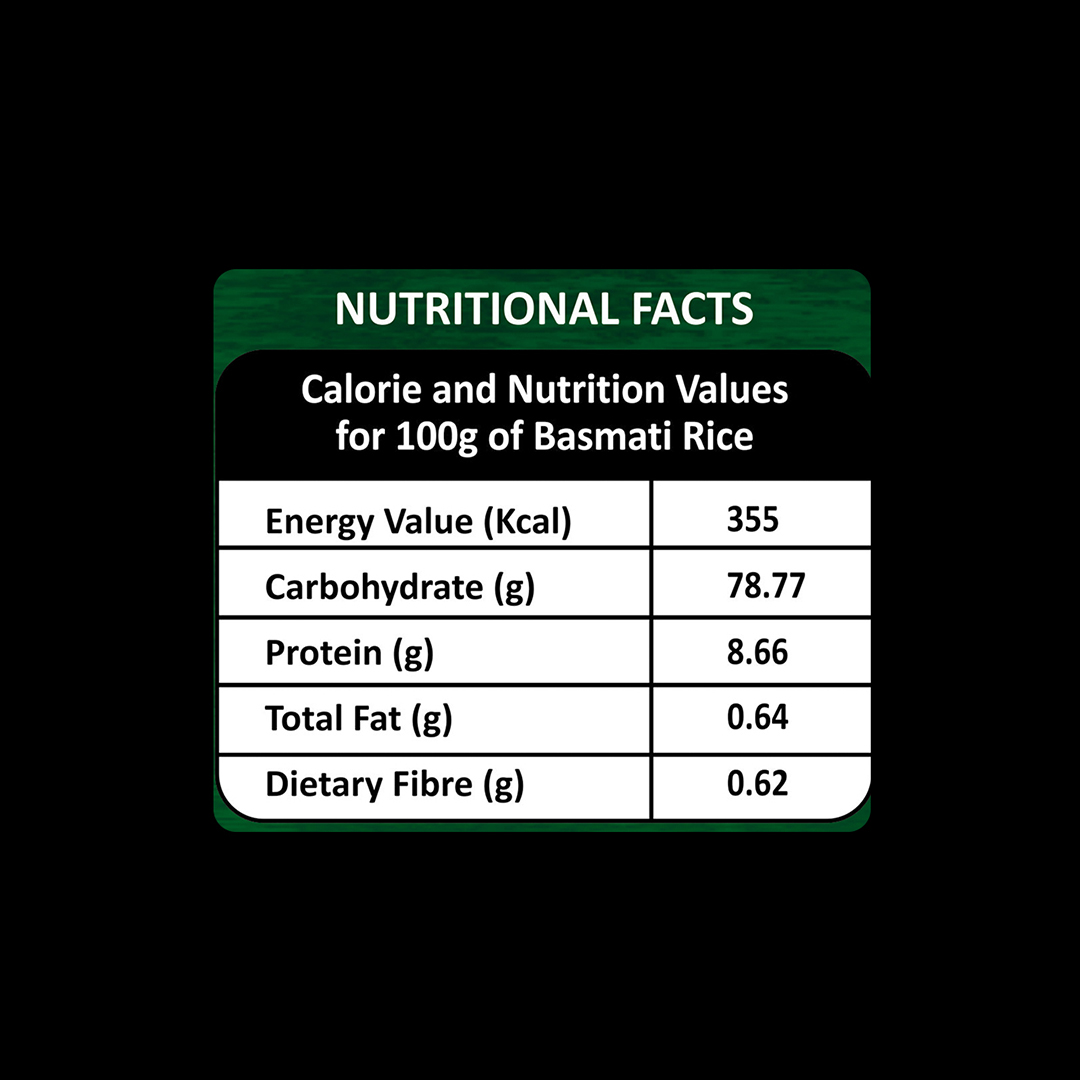 NUTRITIONAL FACTS
Calorie and Nutrition Values
for 100g of Basmati Rice
Energy Value (Kcal) 355
Carbohydrate (g) 78.77
Protein (g) 8.66
Total Fat (g) 0.64
Dietary Fibre (g) 0.62